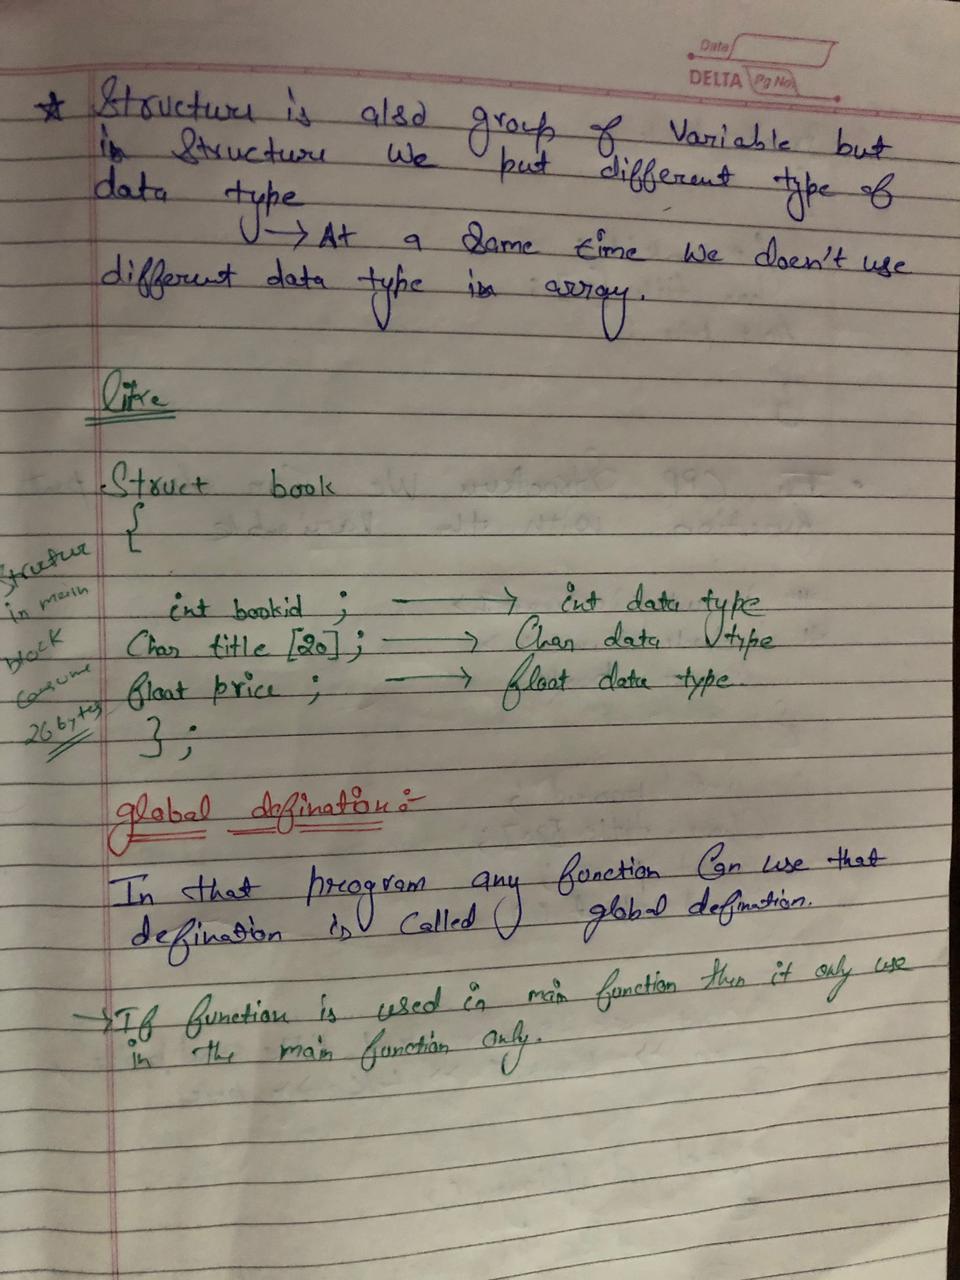 Date
DELTA Pg No.
Structure is also group of Variable but
in Structure We put different type of
data type
→ At a same time we doen't use
different data type in array.
like
Struct book
{
int bookid ; → int data type
Char title [20] ; → Char data type
float price ; → float data type
} ;
Structur
in main
block
Consume
26 bytes
global defination :-
In that program any function Can use that
defination is Called global defination.
→ If function is used in main function then it only use
in the main function only.